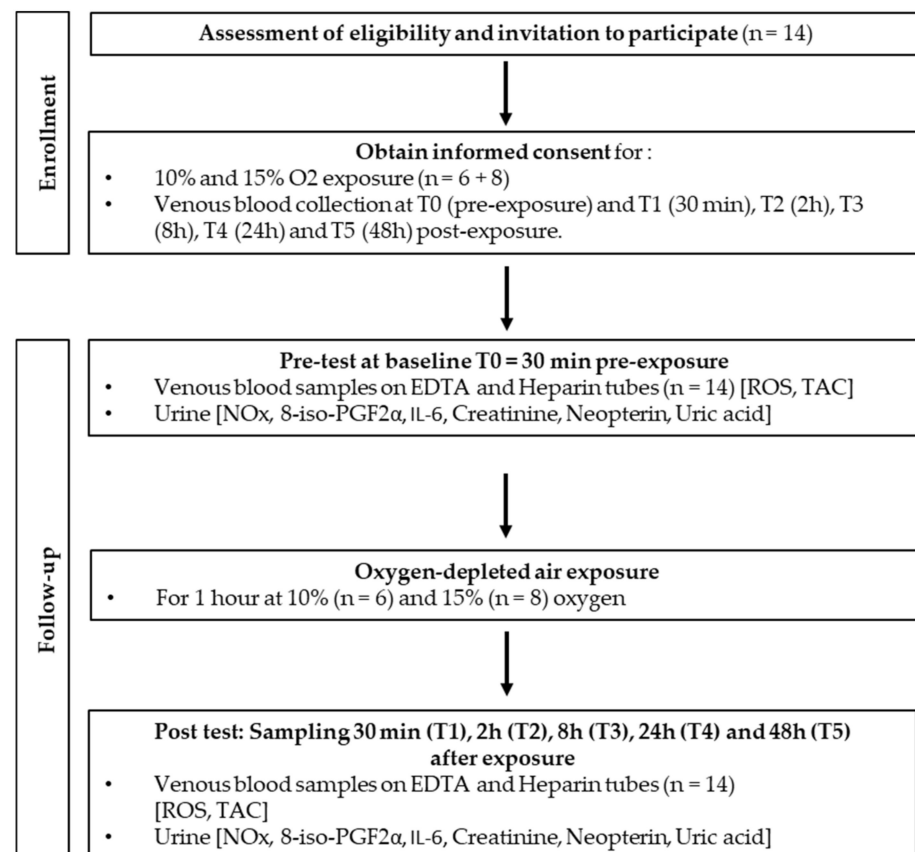 Enrollment
Assessment of eligibility and invitation to participate (n = 14)
Obtain informed consent for :
• 10% and 15% O2 exposure (n = 6 + 8)
• Venous blood collection at T0 (pre-exposure) and T1 (30 min), T2 (2h), T3
(8h), T4 (24h) and T5 (48h) post-exposure.
Follow-up
Pre-test at baseline T0 = 30 min pre-exposure
• Venous blood samples on EDTA and Heparin tubes (n = 14) [ROS, TAC]
• Urine [NOx, 8-iso-PGF2α, IL-6, Creatinine, Neopterin, Uric acid]
Oxygen-depleted air exposure
• For 1 hour at 10% (n = 6) and 15% (n = 8) oxygen
Post test: Sampling 30 min (T1), 2h (T2), 8h (T3), 24h (T4) and 48h (T5)
after exposure
• Venous blood samples on EDTA and Heparin tubes (n = 14)
[ROS, TAC]
• Urine [NOx, 8-iso-PGF2α, IL-6, Creatinine, Neopterin, Uric acid]